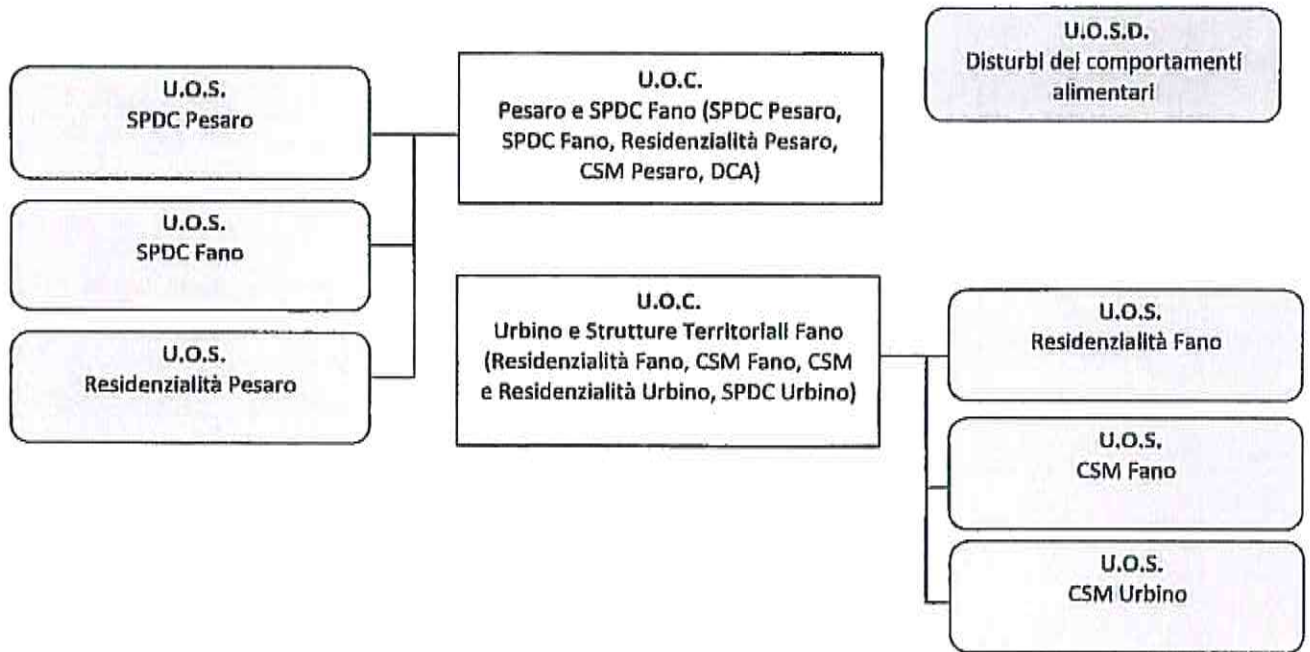 U.O.S.
SPDC Pesaro
U.O.S.
SPDC Fano
U.O.S.
Residenzialità Pesaro
U.O.C.
Pesaro e SPDC Fano (SPDC Pesaro,
SPDC Fano, Residenzialità Pesaro,
CSM Pesaro, DCA)
U.O.C.
Urbino e Strutture Territoriali Fano
(Residenzialità Fano, CSM Fano, CSM
e Residenzialità Urbino, SPDC Urbino)
U.O.S.D.
Disturbi dei comportamenti
alimentari
U.O.S.
Residenzialità Fano
U.O.S.
CSM Fano
U.O.S.
CSM Urbino